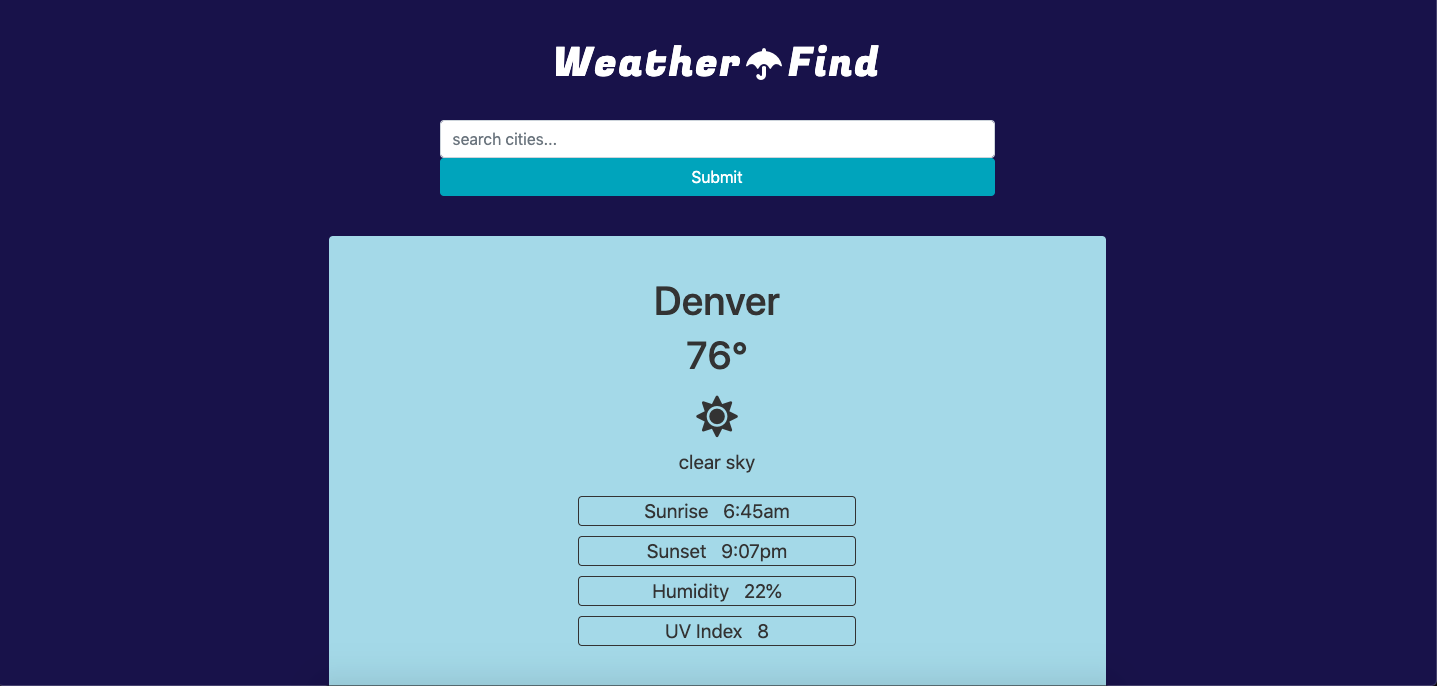 Weather Find
search cities...
Submit
Denver
76°
clear sky
Sunrise 6:45am
Sunset 9:07pm
Humidity 22%
UV Index 8